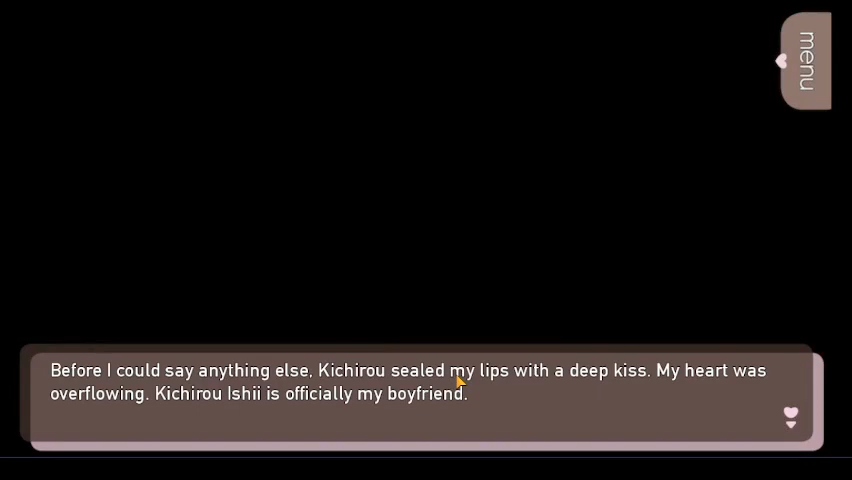 menu
Before I could say anything else, Kichirou sealed my lips with a deep kiss. My heart was
overflowing. Kichirou Ishii is officially my boyfriend.